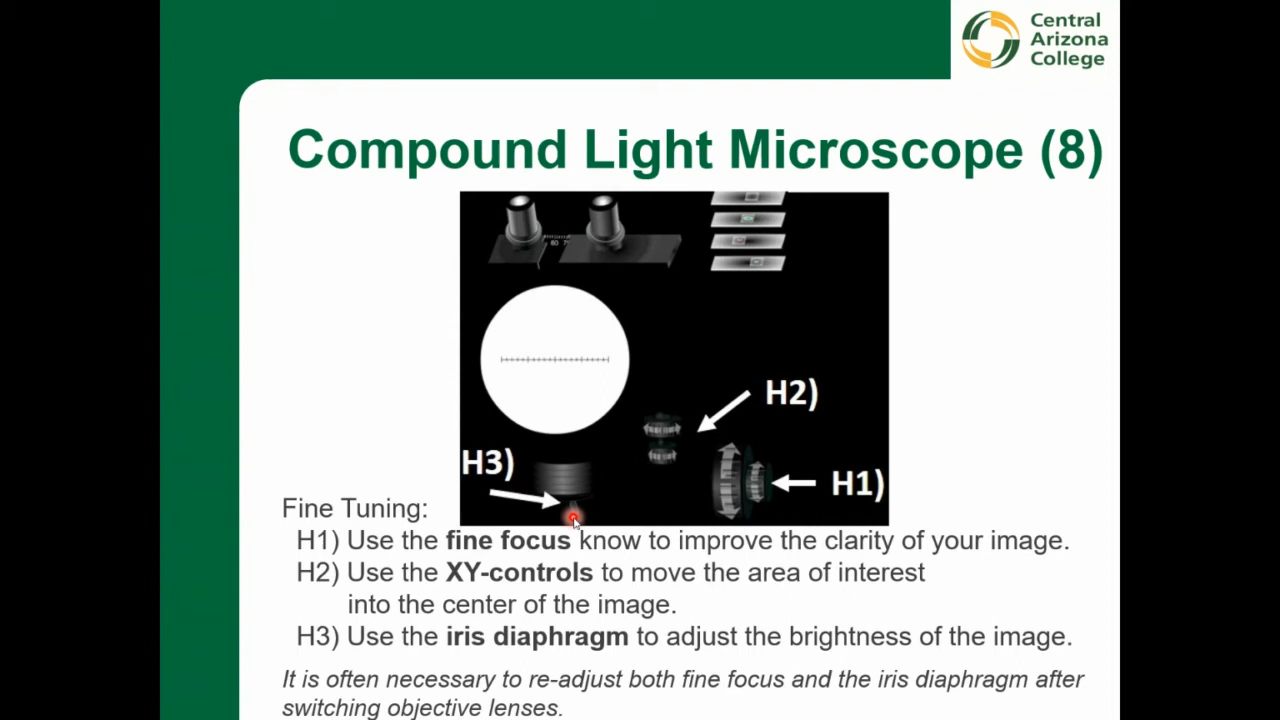 Central
Arizona
College
Compound Light Microscope (8)
80
H2)
H3)
H1)
Fine Tuning:
H1) Use the fine focus know to improve the clarity of your image.
H2) Use the XY-controls to move the area of interest
into the center of the image.
H3) Use the iris diaphragm to adjust the brightness of the image.
It is often necessary to re-adjust both fine focus and the iris diaphragm after
switching objective lenses.